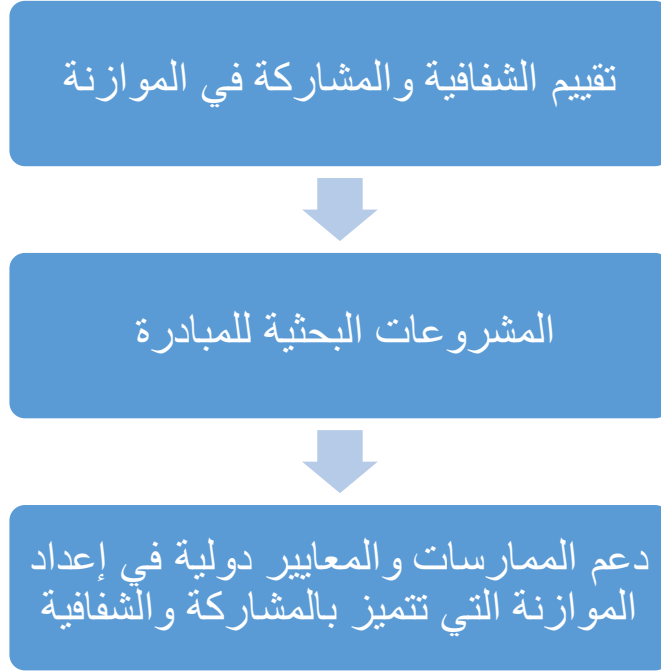 تقييم الشفافية والمشاركة في الموازنة
المشروعات البحثية للمبادرة
دعم الممارسات والمعايير دولية في إعداد
الموازنة التي تتميز بالمشاركة والشفافية